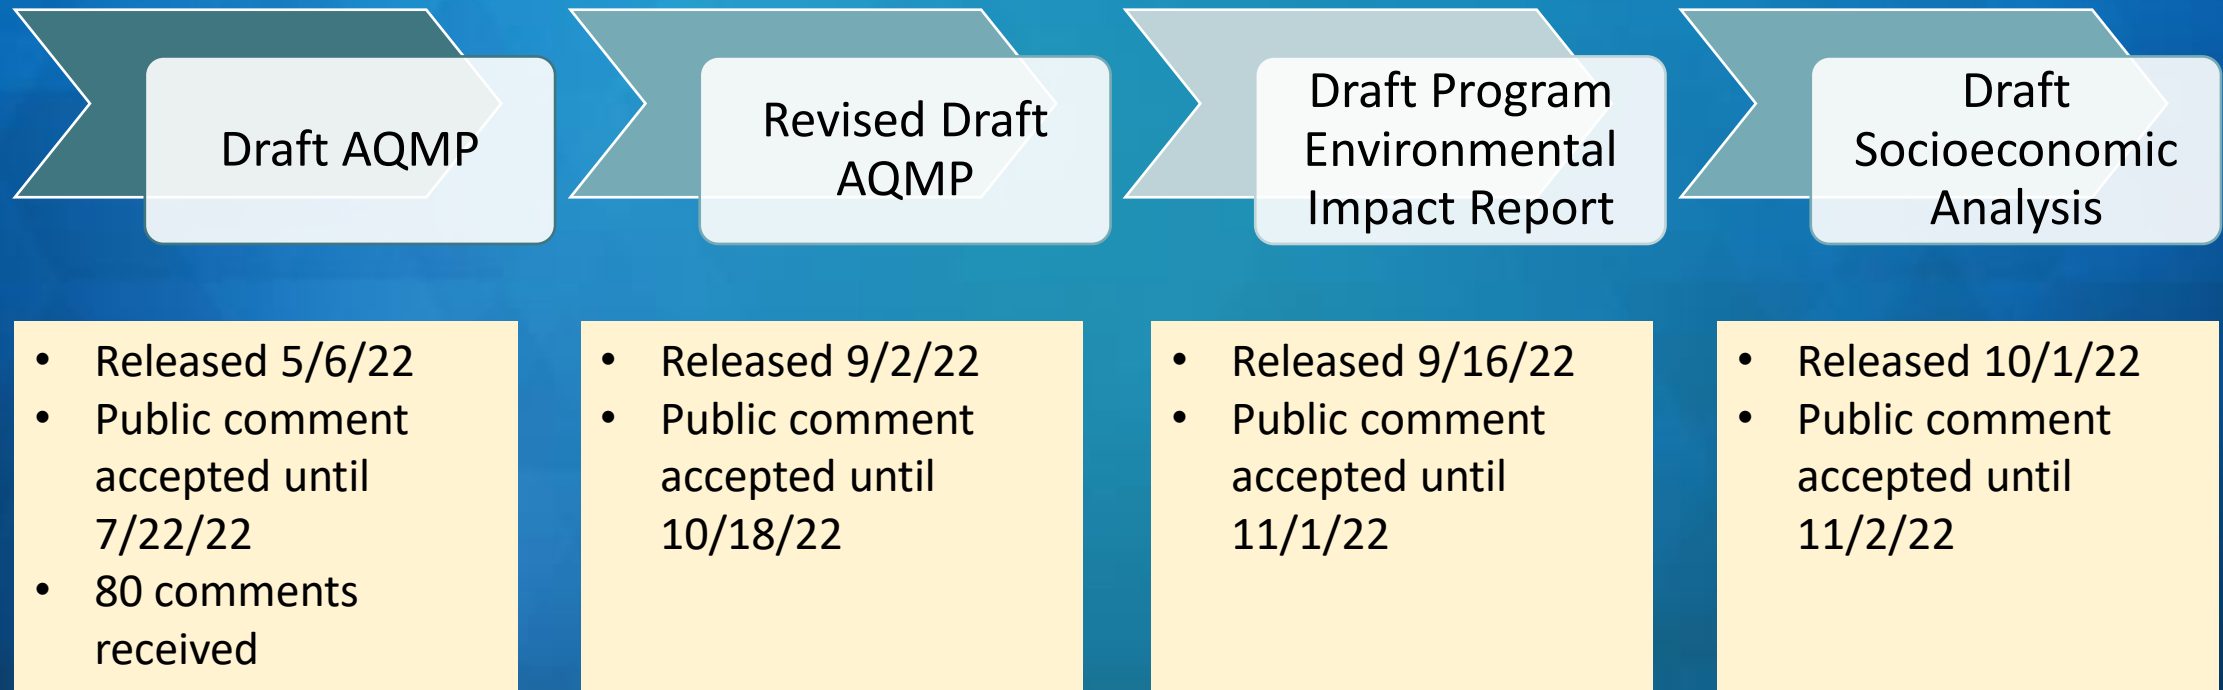 Draft AQMP
Revised Draft
AQMP
Draft Program
Environmental
Impact Report
Draft
Socioeconomic
Analysis
• Released 5/6/22
• Public comment
accepted until
7/22/22
• 80 comments
received
• Released 9/2/22
• Public comment
accepted until
10/18/22
• Released 9/16/22
• Public comment
accepted until
11/1/22
• Released 10/1/22
• Public comment
accepted until
11/2/22